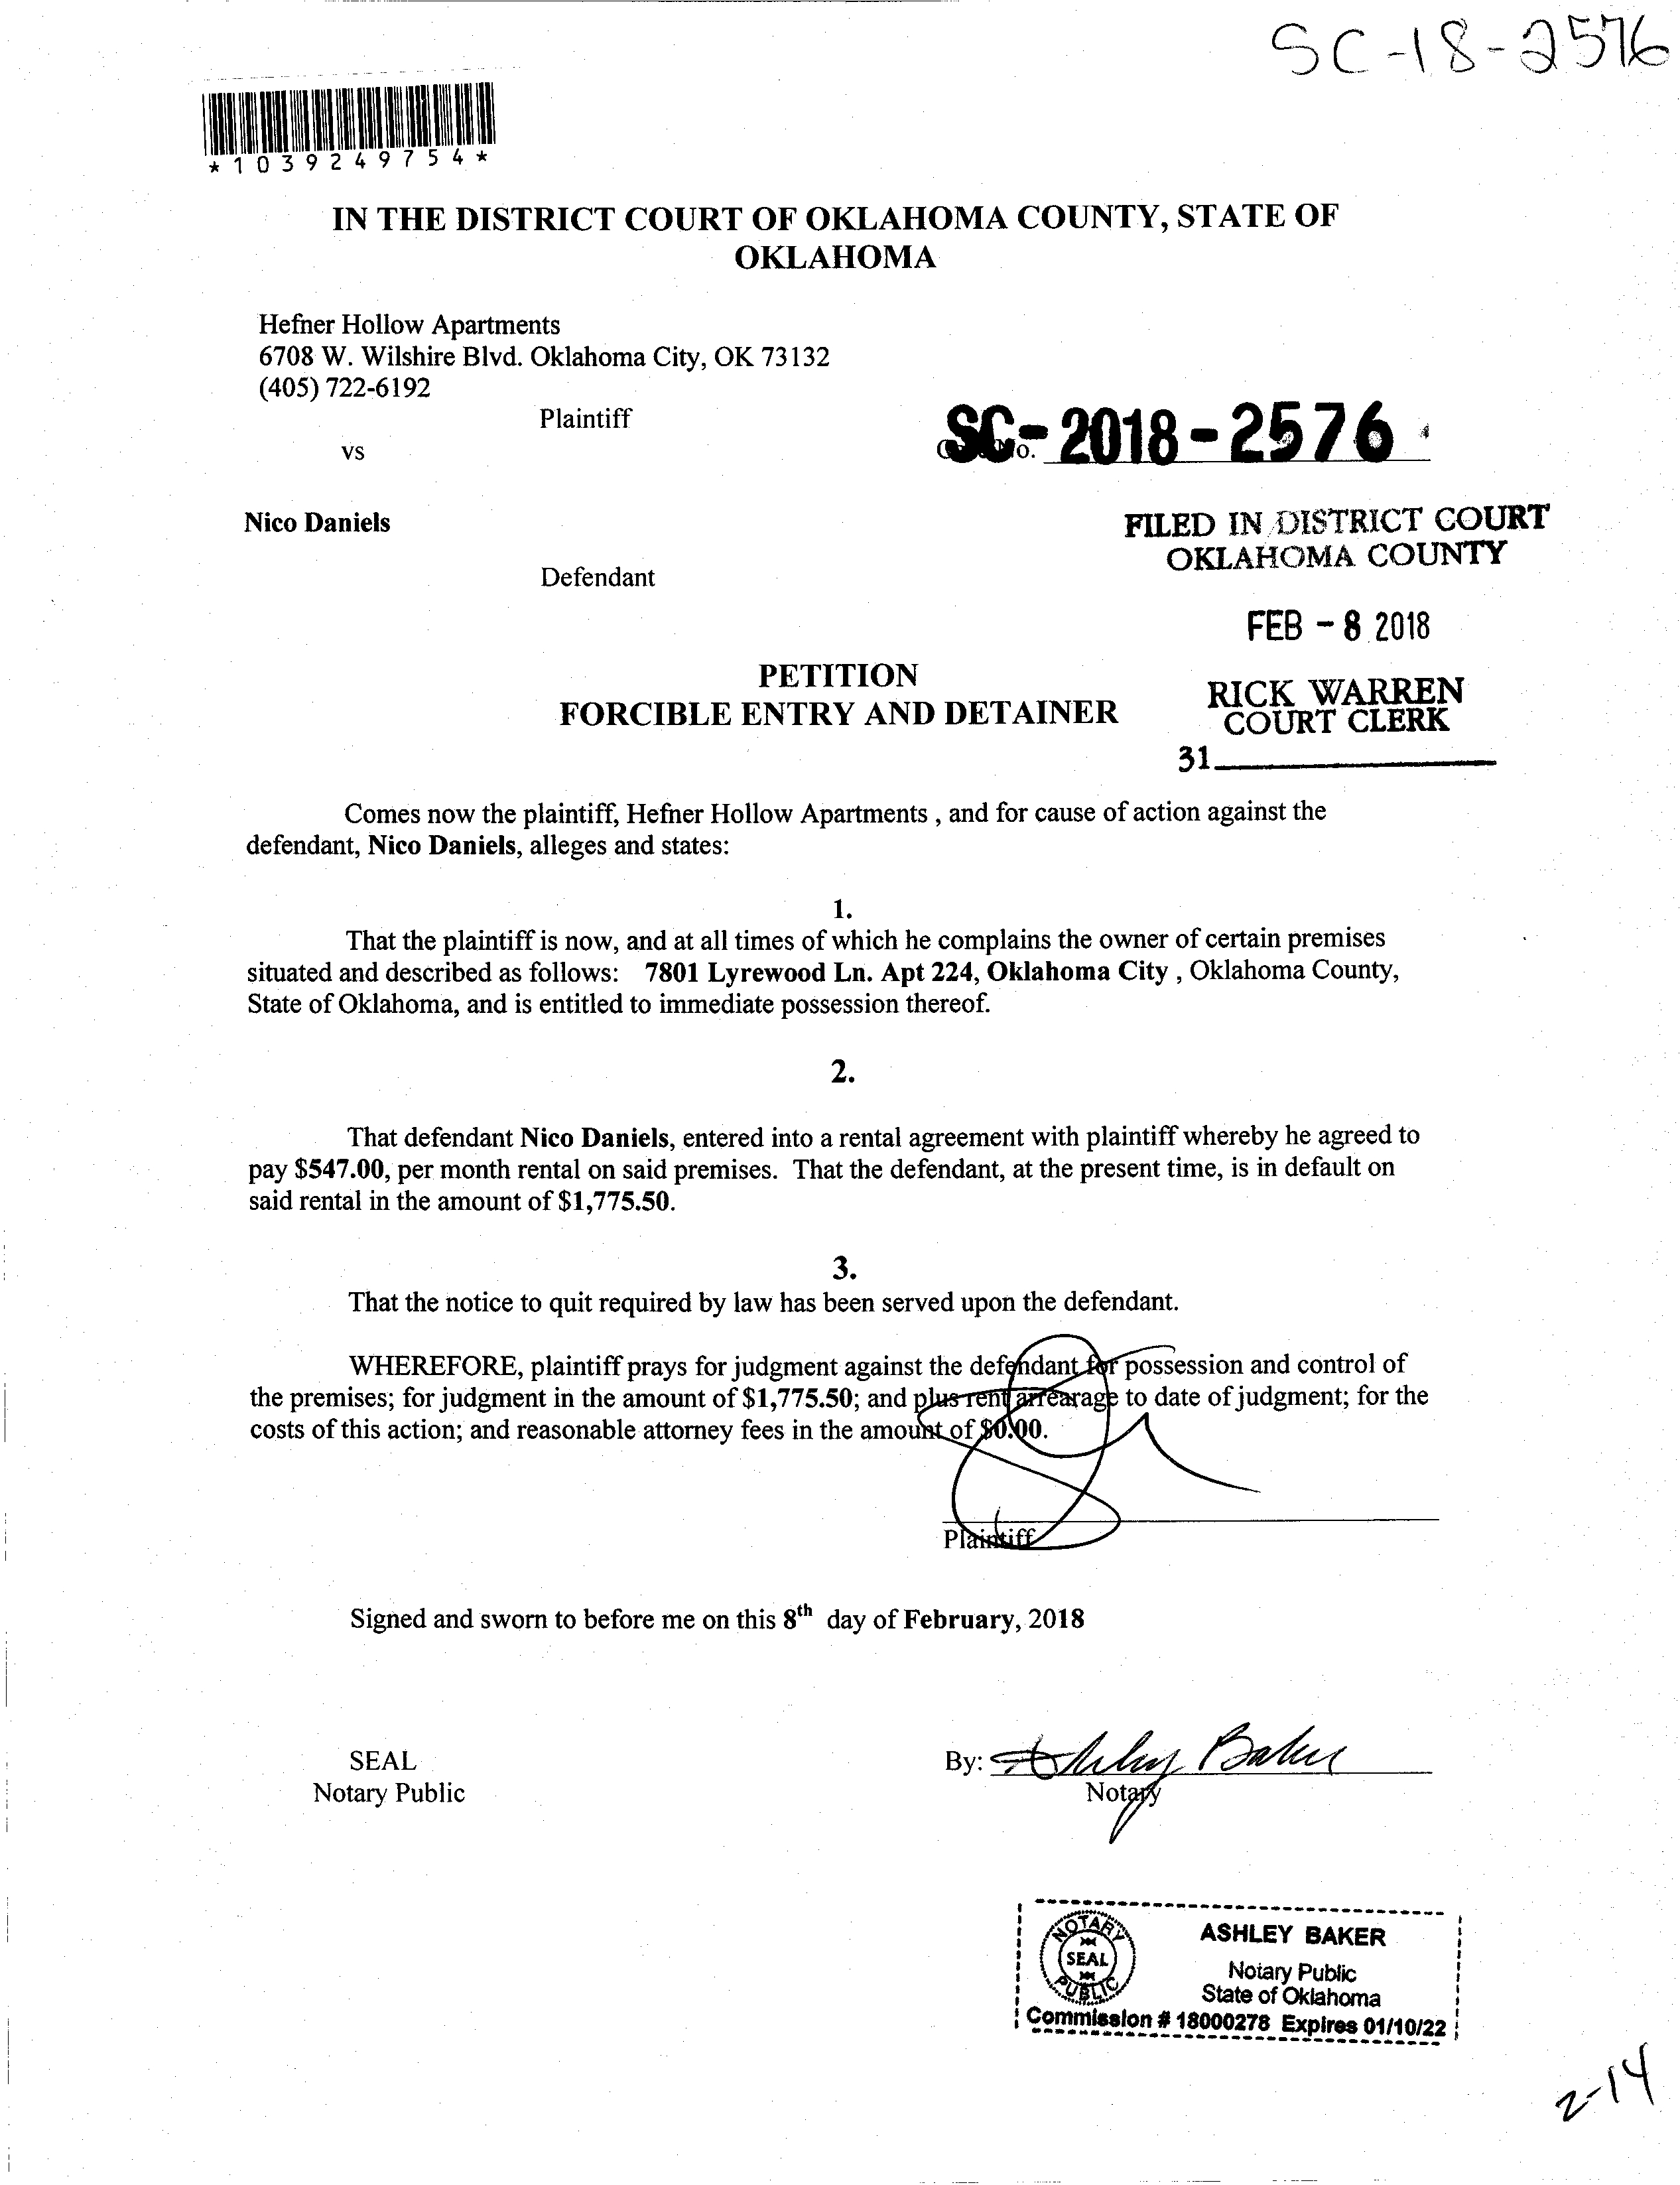 SC-18-2576
*1039249754*
IN THE DISTRICT COURT OF OKLAHOMA COUNTY, STATE OF
OKLAHOMA
Hefner Hollow Apartments
6708 W. Wilshire Blvd. Oklahoma City, OK 73132
(405) 722-6192
Plaintiff
vs
SC-2018-2576
No.
Nico Daniels
Defendant
FILED IN DISTRICT COURT
OKLAHOMA COUNTY
FEB - 8 2018
RICK WARREN
COURT CLERK
31
PETITION
FORCIBLE ENTRY AND DETAINER
Comes now the plaintiff, Hefner Hollow Apartments , and for cause of action against the
defendant, Nico Daniels, alleges and states:
1.
That the plaintiff is now, and at all times of which he complains the owner of certain premises
situated and described as follows: 7801 Lyrewood Ln. Apt 224, Oklahoma City , Oklahoma County,
State of Oklahoma, and is entitled to immediate possession thereof.
2.
That defendant Nico Daniels, entered into a rental agreement with plaintiff whereby he agreed to
pay $547.00, per month rental on said premises. That the defendant, at the present time, is in default on
said rental in the amount of $1,775.50.
3.
That the notice to quit required by law has been served upon the defendant.
WHEREFORE, plaintiff prays for judgment against the defendant for possession and control of
the premises; for judgment in the amount of $1,775.50; and plus rent arrearage to date of judgment; for the
costs of this action; and reasonable attorney fees in the amount of $0.00.
Plaintiff
Signed and sworn to before me on this 8th day of February, 2018
SEAL
Notary Public
By: Ashley Baker
Notary
NOTARY
SEAL
PUBLIC
ASHLEY BAKER
Notary Public
State of Oklahoma
Commission # 18000278 Expires 01/10/22
2-14